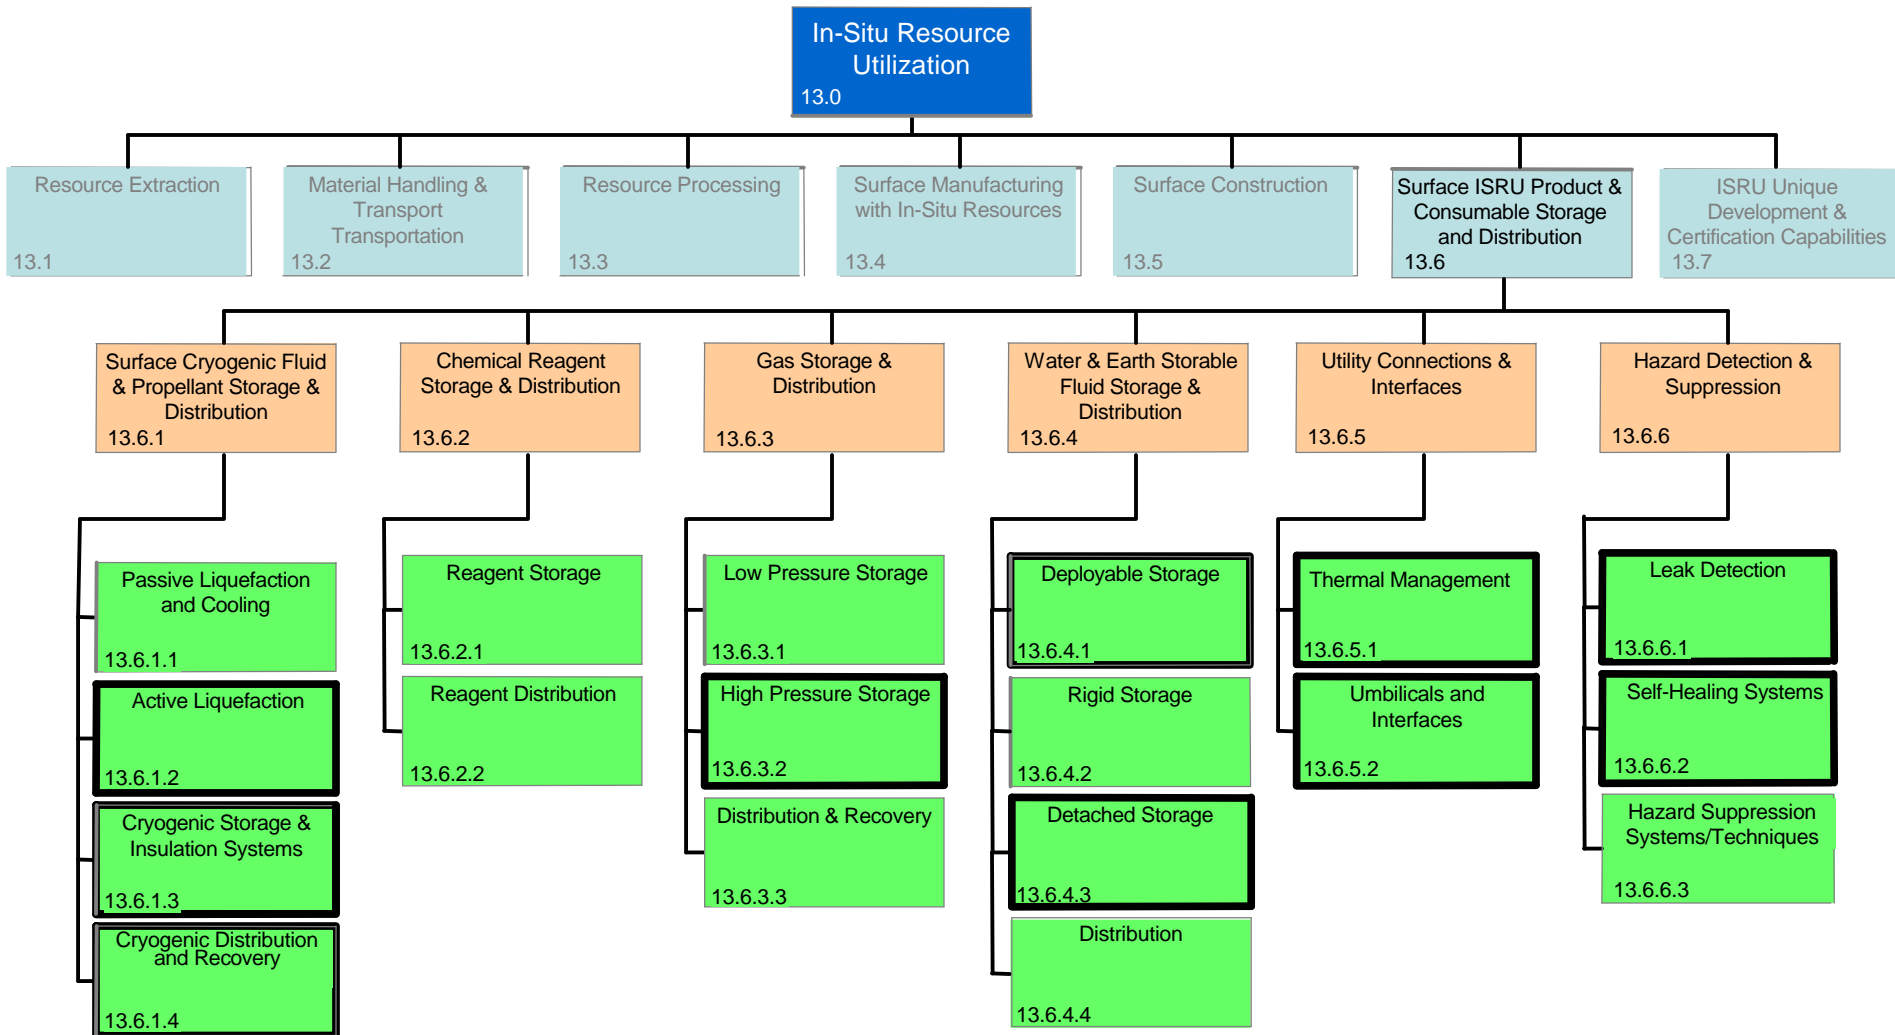 In-Situ Resource
Utilization
13.0
Resource Extraction
13.1
Material Handling &
Transport
Transportation
13.2
Resource Processing
13.3
Surface Manufacturing
with In-Situ Resources
13.4
Surface Construction
13.5
Surface ISRU Product &
Consumable Storage
and Distribution
13.6
ISRU Unique
Development &
Certification Capabilities
13.7
Surface Cryogenic Fluid
& Propellant Storage &
Distribution
13.6.1
Chemical Reagent
Storage & Distribution
13.6.2
Gas Storage &
Distribution
13.6.3
Water & Earth Storable
Fluid Storage &
Distribution
13.6.4
Utility Connections &
Interfaces
13.6.5
Hazard Detection &
Suppression
13.6.6
Passive Liquefaction
and Cooling
13.6.1.1
Active Liquefaction
13.6.1.2
Cryogenic Storage &
Insulation Systems
13.6.1.3
Cryogenic Distribution
and Recovery
13.6.1.4
Reagent Storage
13.6.2.1
Reagent Distribution
13.6.2.2
Low Pressure Storage
13.6.3.1
High Pressure Storage
13.6.3.2
Distribution & Recovery
13.6.3.3
Deployable Storage
13.6.4.1
Rigid Storage
13.6.4.2
Detached Storage
13.6.4.3
Distribution
13.6.4.4
Thermal Management
13.6.5.1
Umbilicals and
Interfaces
13.6.5.2
Leak Detection
13.6.6.1
Self-Healing Systems
13.6.6.2
Hazard Suppression
Systems/Techniques
13.6.6.3